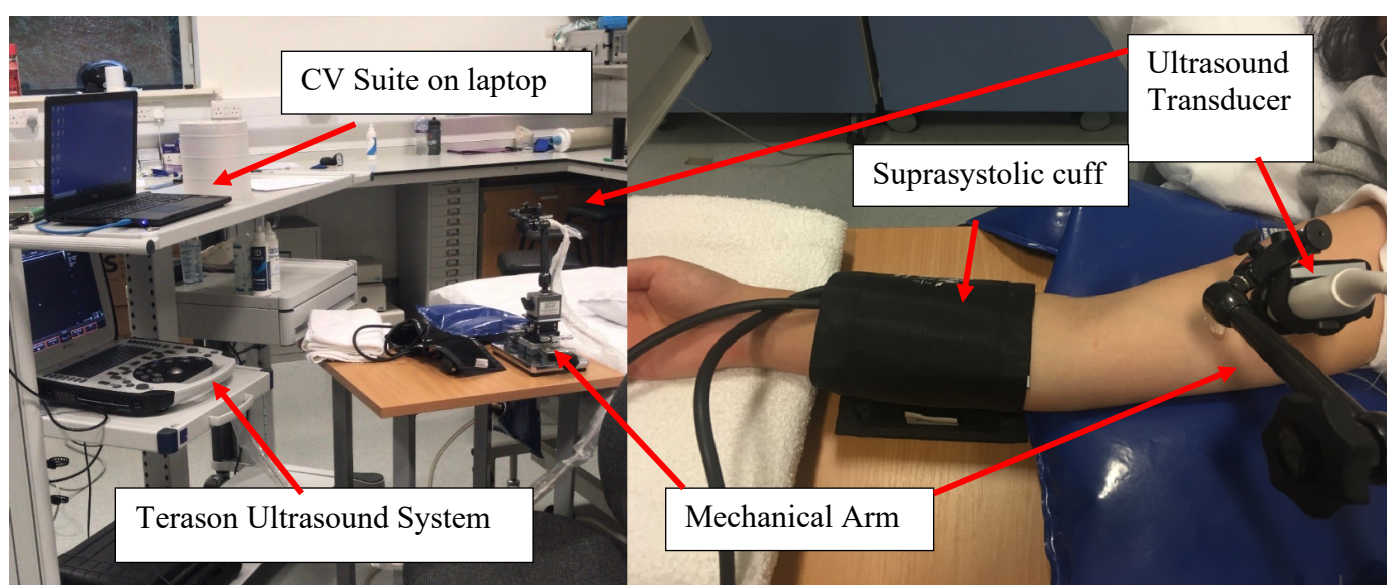 CV Suite on laptop
Ultrasound
Transducer
Suprasystolic cuff
Terason Ultrasound System
Mechanical Arm